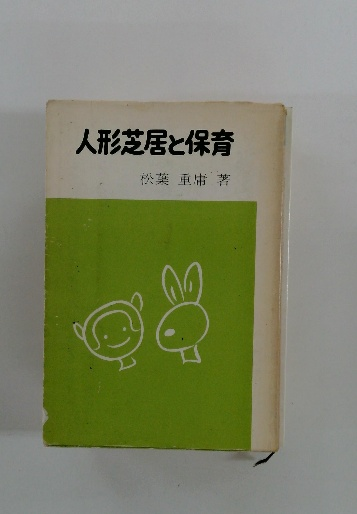 人形芝居と保育
松葉 重庸 著